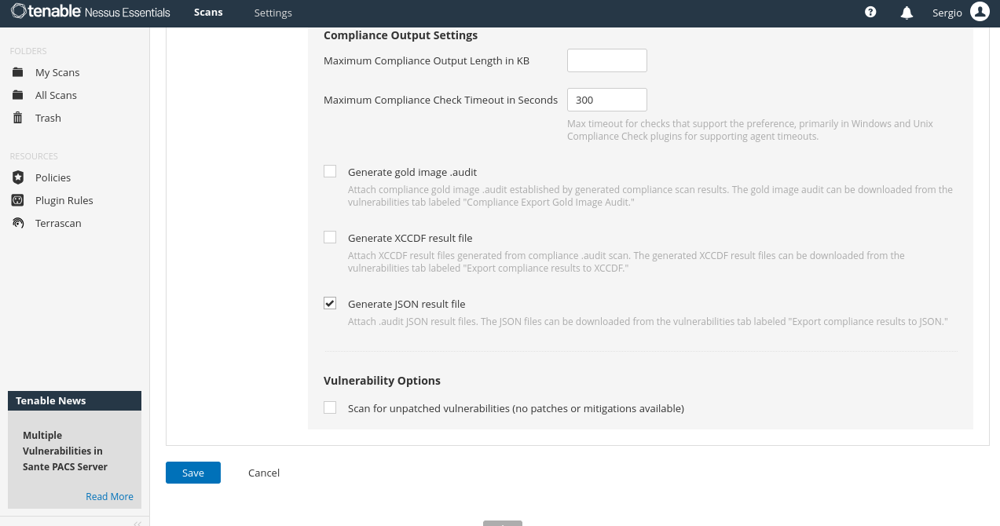 tenable Nessus Essentials
Scans
Settings
Sergio
FOLDERS
My Scans
All Scans
Trash
RESOURCES
Policies
Plugin Rules
Terrascan
Tenable News
Multiple
Vulnerabilities in
Sante PACS Server
Read More
Compliance Output Settings
Maximum Compliance Output Length in KB
Maximum Compliance Check Timeout in Seconds 300
Max timeout for checks that support the preference, primarily in Windows and Unix
Compliance Check plugins for supporting agent timeouts.
Generate gold image .audit
Attach compliance gold image .audit established by generated compliance scan results. The gold image audit can be downloaded from the
vulnerabilities tab labeled "Compliance Export Gold Image Audit."
Generate XCCDF result file
Attach XCCDF result files generated from compliance .audit scan. The generated XCCDF result files can be downloaded from the
vulnerabilities tab labeled "Export compliance results to XCCDF."
Generate JSON result file
Attach .audit JSON result files. The JSON files can be downloaded from the vulnerabilities tab labeled "Export compliance results to JSON."
Vulnerability Options
Scan for unpatched vulnerabilities (no patches or mitigations available)
Save
Cancel